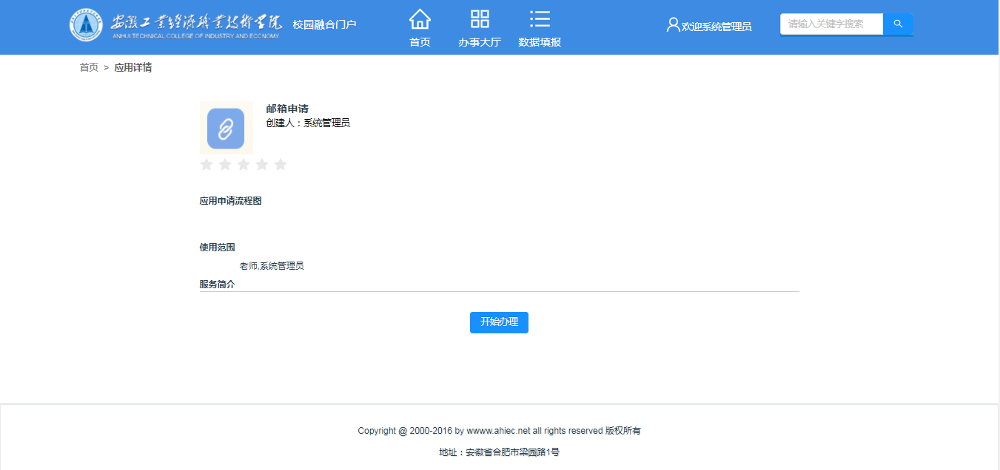 安徽工业经济职业技术学院
ANHUI TECHNICAL COLLEGE OF INDUSTRY AND ECONOMY
校园融合门户
首页
办事大厅
数据填报
欢迎系统管理员
请输入关键字搜索
首页 > 应用详情
邮箱申请
创建人：系统管理员
应用申请流程图
使用范围
老师,系统管理员
服务简介
开始办理
Copyright @ 2000-2016 by wwww.ahiec.net all rights reserved 版权所有
地址：安徽省合肥市梁园路1号